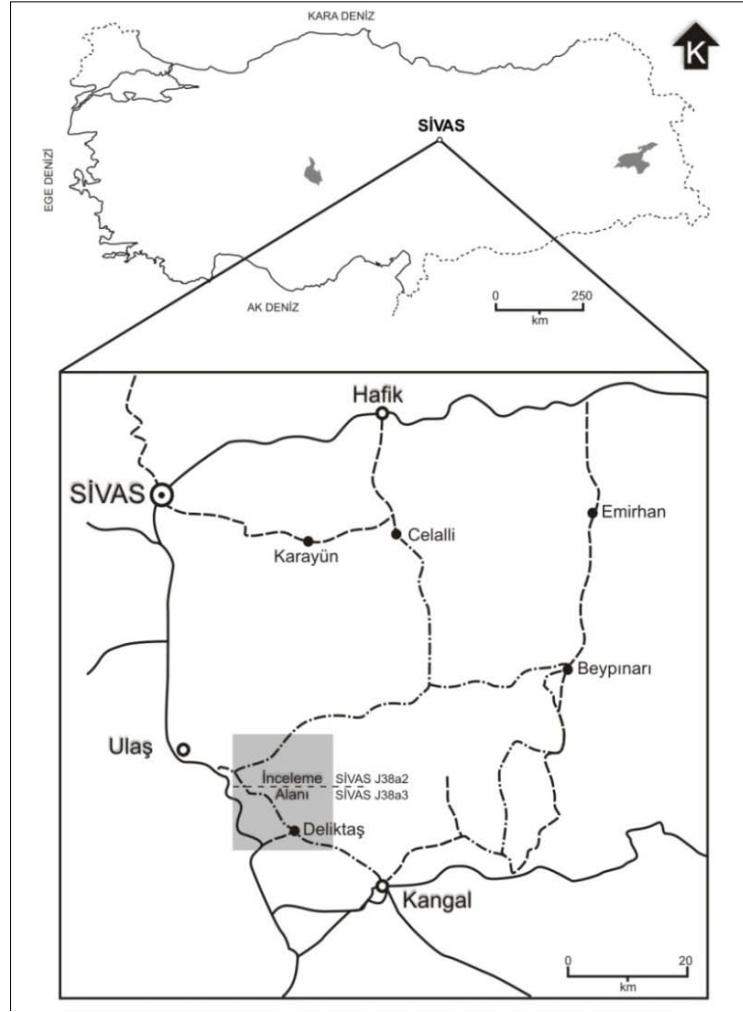 KARA DENİZ
K
SİVAS
EGE DENİZİ
AK DENİZ
0 250
km
Hafik
SİVAS
Emirhan
Celalli
Karayün
Beypınarı
Ulaş
İnceleme SİVAS J38a2
Alanı SİVAS J38a3
Deliktaş
Kangal
0 20
km